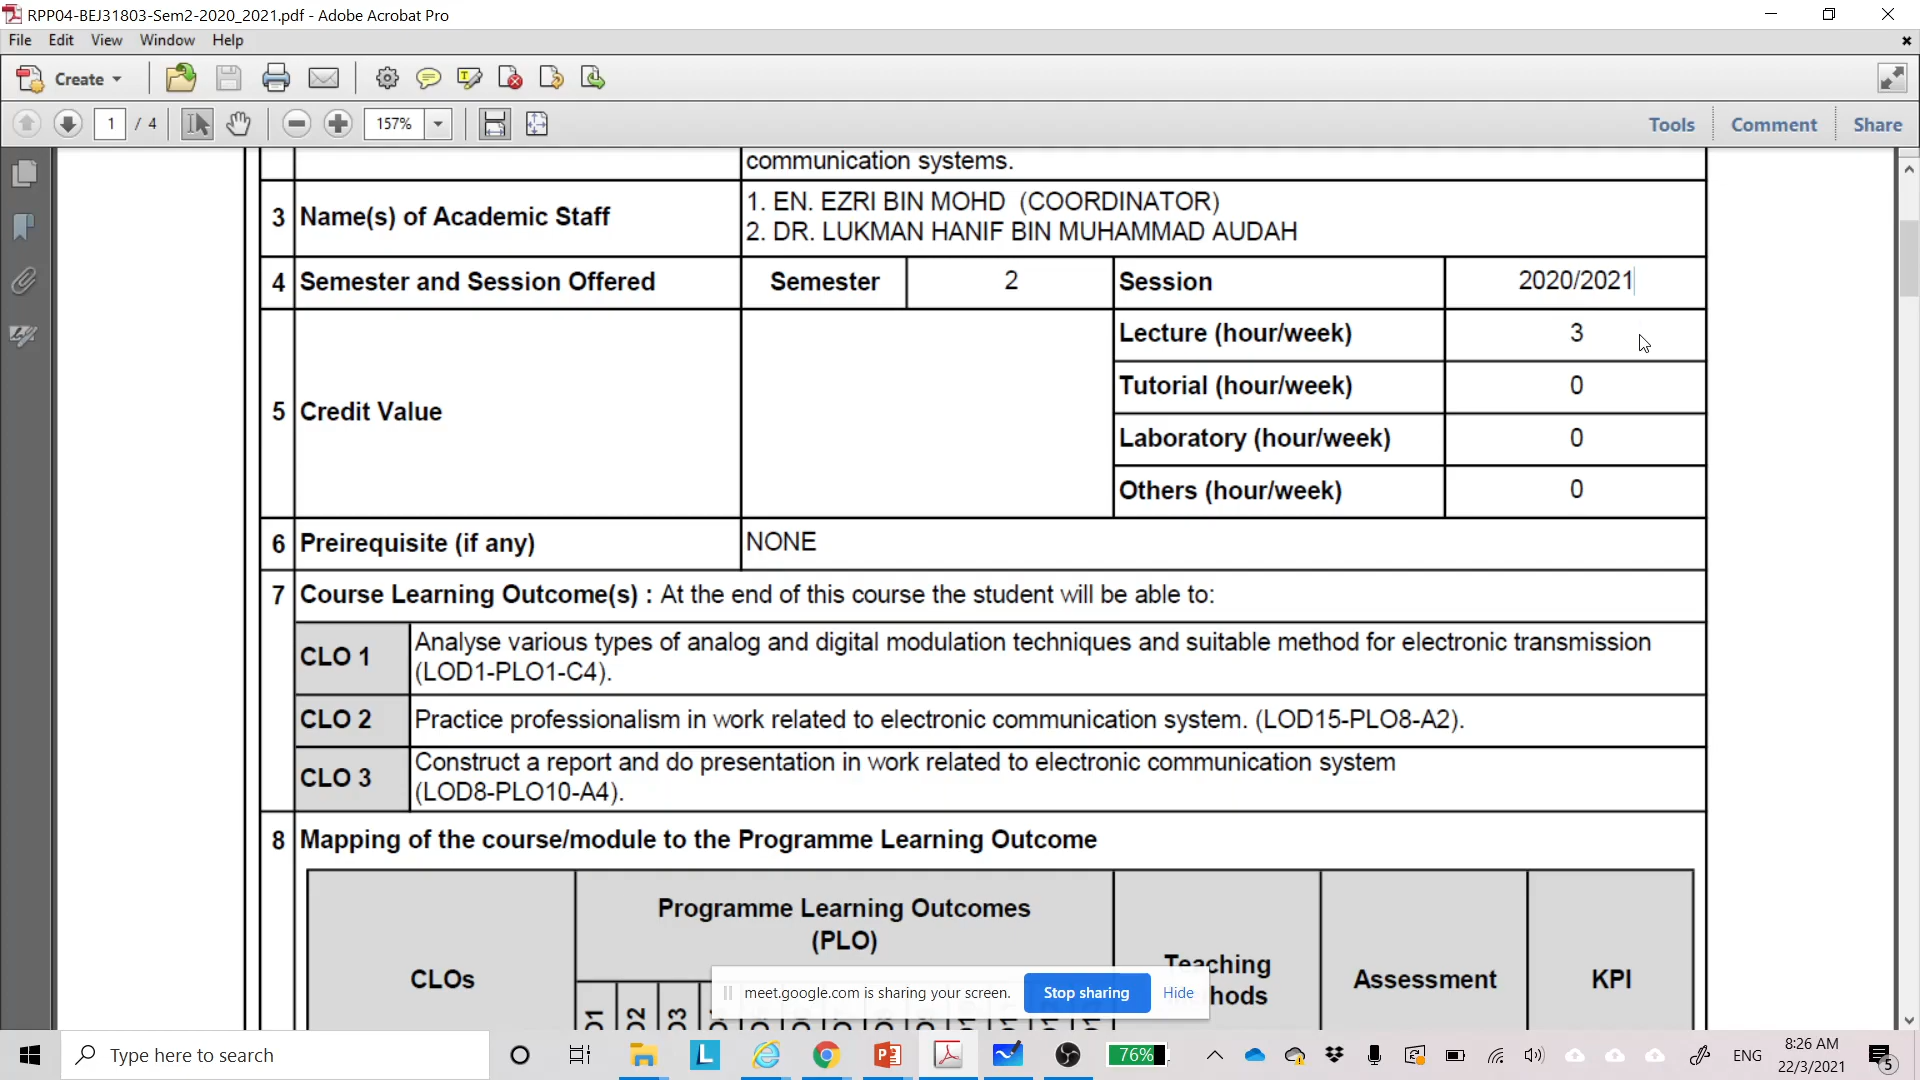 RPP04-BEJ31803-Sem2-2020_2021.pdf - Adobe Acrobat Pro
File Edit View Window Help
Create
1 / 4 157% Tools Comment Share
communication systems.
3 Name(s) of Academic Staff
1. EN. EZRI BIN MOHD (COORDINATOR)
2. DR. LUKMAN HANIF BIN MUHAMMAD AUDAH
4 Semester and Session Offered Semester 2 Session 2020/2021
5 Credit Value
Lecture (hour/week) 3
Tutorial (hour/week) 0
Laboratory (hour/week) 0
Others (hour/week) 0
6 Preirequisite (if any) NONE
7 Course Learning Outcome(s) : At the end of this course the student will be able to:
CLO 1 Analyse various types of analog and digital modulation techniques and suitable method for electronic transmission
(LOD1-PLO1-C4).
CLO 2 Practice professionalism in work related to electronic communication system. (LOD15-PLO8-A2).
CLO 3 Construct a report and do presentation in work related to electronic communication system
(LOD8-PLO10-A4).
8 Mapping of the course/module to the Programme Learning Outcome
CLOs
Programme Learning Outcomes
(PLO)
Teaching
Assessment
KPI
meet.google.com is sharing your screen. Stop sharing Hide
Type here to search
76%
ENG
8:26 AM
22/3/2021
5